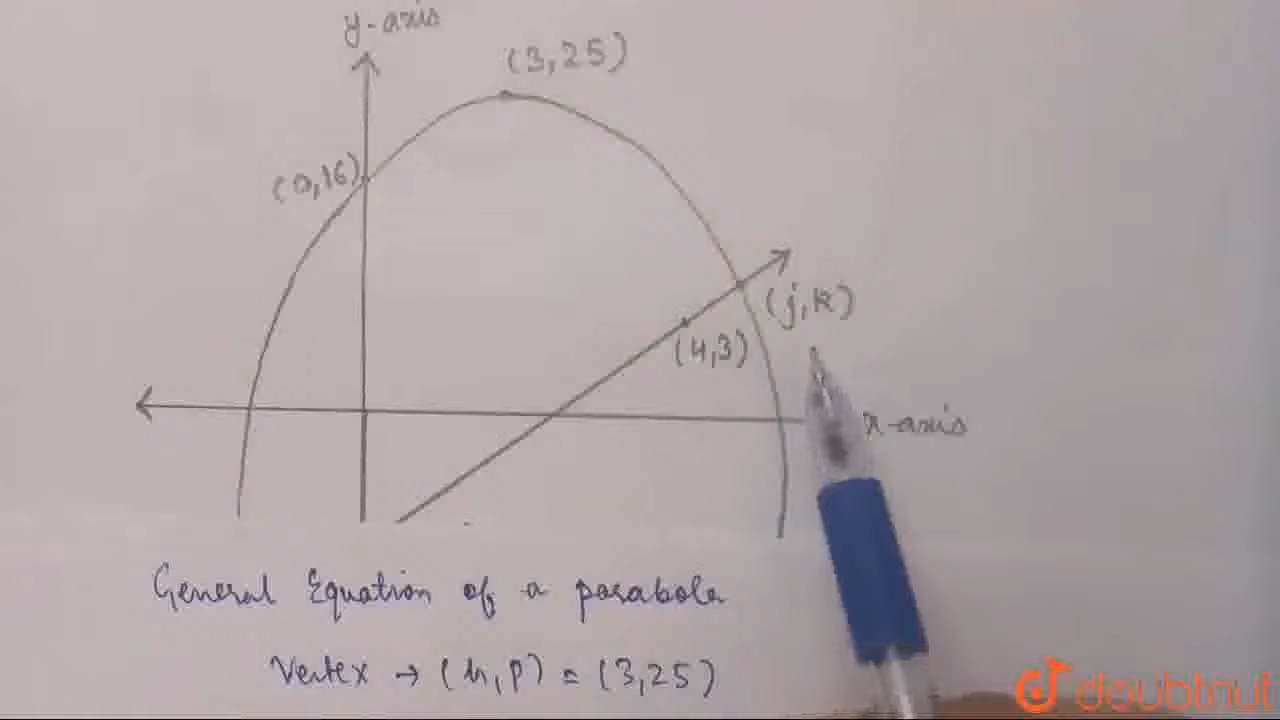 y-axis
(3,25)
(0,16)
(j,k)
(4,3)
x-axis
General Equation of a parabola
Vertex → (h,p) = (3,25)
doubtnut